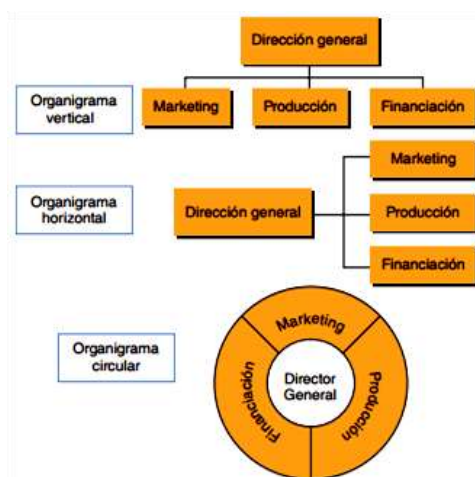 Dirección general
Organigrama
vertical
Marketing
Producción
Financiación
Marketing
Organigrama
horizontal
Dirección general
Producción
Financiación
Organigrama
circular
Marketing
Financiación
Director
General
Producción